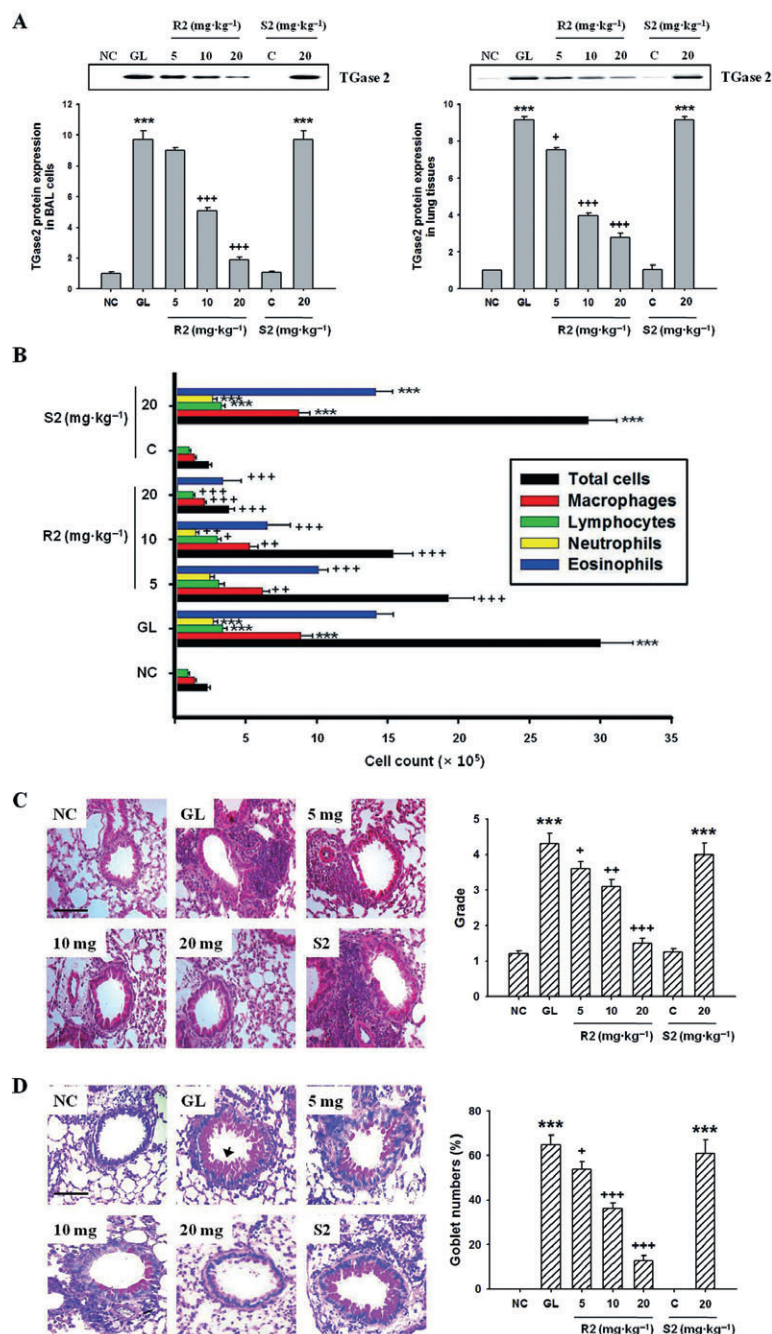 A
R2 (mg·kg⁻¹) S2 (mg·kg⁻¹)
NC GL 5 10 20 C 20
TGase 2
TGase2 protein expression
in BAL cells
12
10
8
6
4
2
0
***
+++
+++
***
NC GL 5 10 20 C 20
R2 (mg·kg⁻¹) S2 (mg·kg⁻¹)
R2 (mg·kg⁻¹) S2 (mg·kg⁻¹)
NC GL 5 10 20 C 20
TGase 2
TGase2 protein expression
in lung tissues
10
8
6
4
2
0
***
+
+++
+++
***
NC GL 5 10 20 C 20
R2 (mg·kg⁻¹) S2 (mg·kg⁻¹)
B
S2 (mg·kg⁻¹)
20
C
R2 (mg·kg⁻¹)
20
10
5
GL
NC
***
***
***
***
+++
+++
+++
+++
+++
++
+
++
+++
+++
++
+++
***
***
***
***
Total cells
Macrophages
Lymphocytes
Neutrophils
Eosinophils
0 5 10 15 20 25 30 35
Cell count (× 10⁵)
C
NC GL 5 mg
10 mg 20 mg S2
Grade
5
4
3
2
1
0
***
+
++
+++
***
NC GL 5 10 20 C 20
R2 (mg·kg⁻¹) S2 (mg·kg⁻¹)
D
NC GL 5 mg
10 mg 20 mg S2
Goblet numbers (%)
80
60
40
20
0
***
+
+++
+++
***
NC GL 5 10 20 C 20
R2 (mg·kg⁻¹) S2 (mg·kg⁻¹)